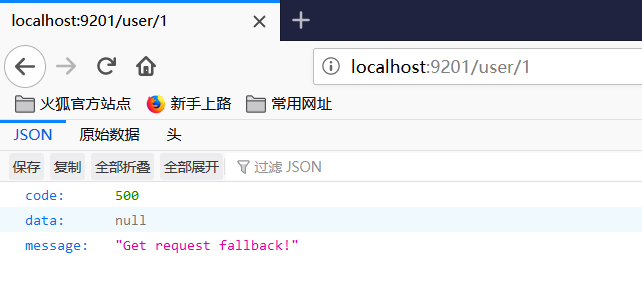 localhost:9201/user/1
localhost:9201/user/1
火狐官方站点 新手上路 常用网址
JSON 原始数据 头
保存 复制 全部折叠 全部展开 过滤 JSON
code: 500
data: null
message: "Get request fallback!"